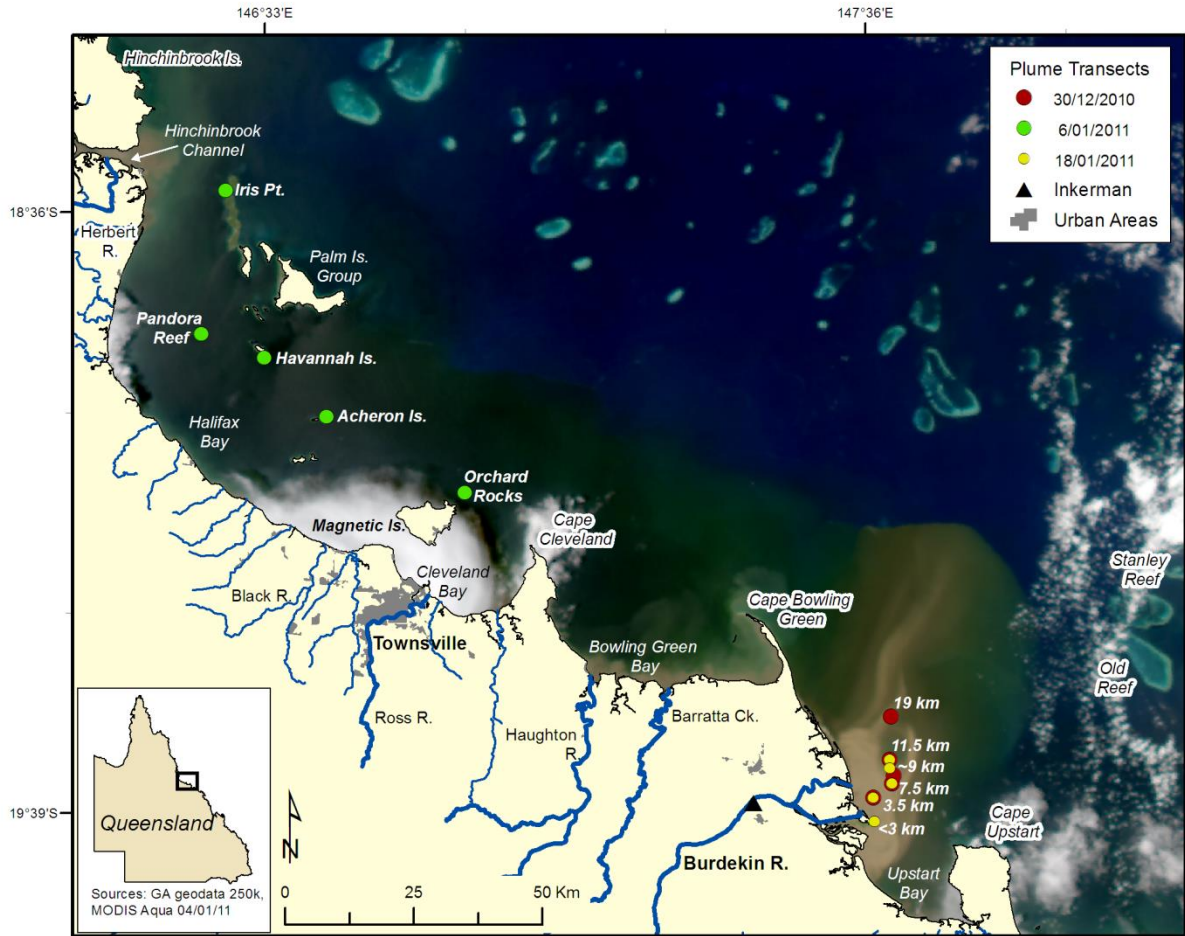 146°33'E
147°36'E
Hinchinbrook Is.
Plume Transects
30/12/2010
6/01/2011
18/01/2011
Inkerman
Urban Areas
Hinchinbrook
Channel
Iris Pt.
18°36'S
Herbert
R.
Palm Is.
Group
Pandora
Reef
Havannah Is.
Acheron Is.
Halifax
Bay
Orchard
Rocks
Magnetic Is.
Cape
Cleveland
Stanley
Reef
Cleveland
Bay
Black R.
Cape Bowling
Green
Townsville
Bowling Green
Bay
Old
Reef
19 km
Ross R.
Haughton
R
Barratta Ck.
11.5 km
~9 km
7.5 km
3.5 km
<3 km
19°39'S
Cape
Upstart
Queensland
N
Burdekin R.
Upstart
Bay
Sources: GA geodata 250k,
MODIS Aqua 04/01/11
0 25 50 Km